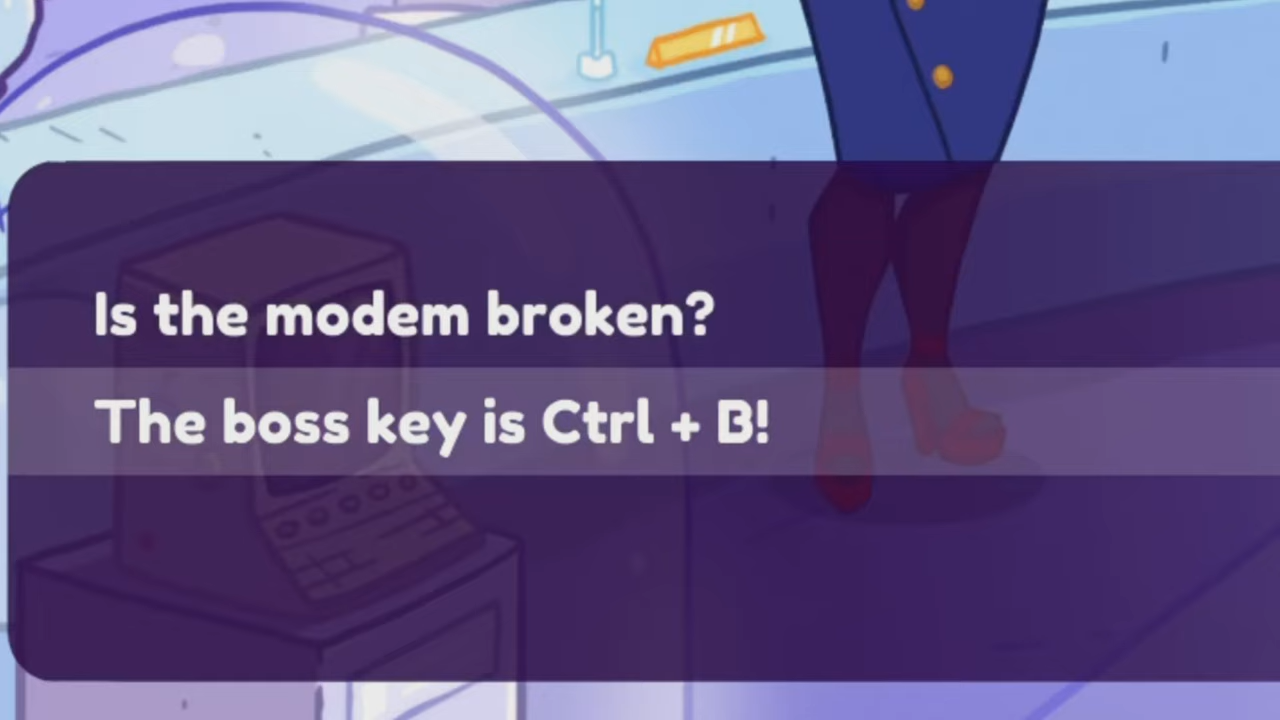 Is the modem broken?
The boss key is Ctrl + B!